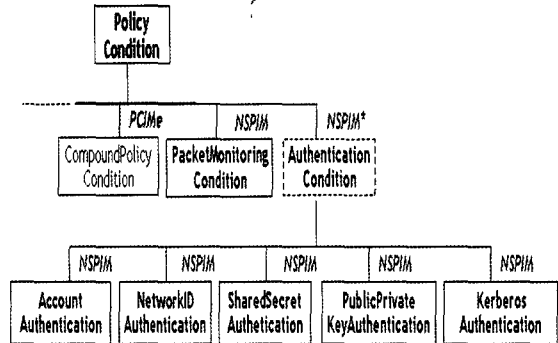 Policy
Condition
PCIMe
NSPIM
NSPIM*
CompoundPolicy
Condition
PacketMonitoring
Condition
Authentication
Condition
NSPIM
NSPIM
NSPIM
NSPIM
NSPIM
Account
Authentication
NetworkID
Authentication
SharedSecret
Authetication
PublicPrivate
KeyAuthentication
Kerberos
Authentication